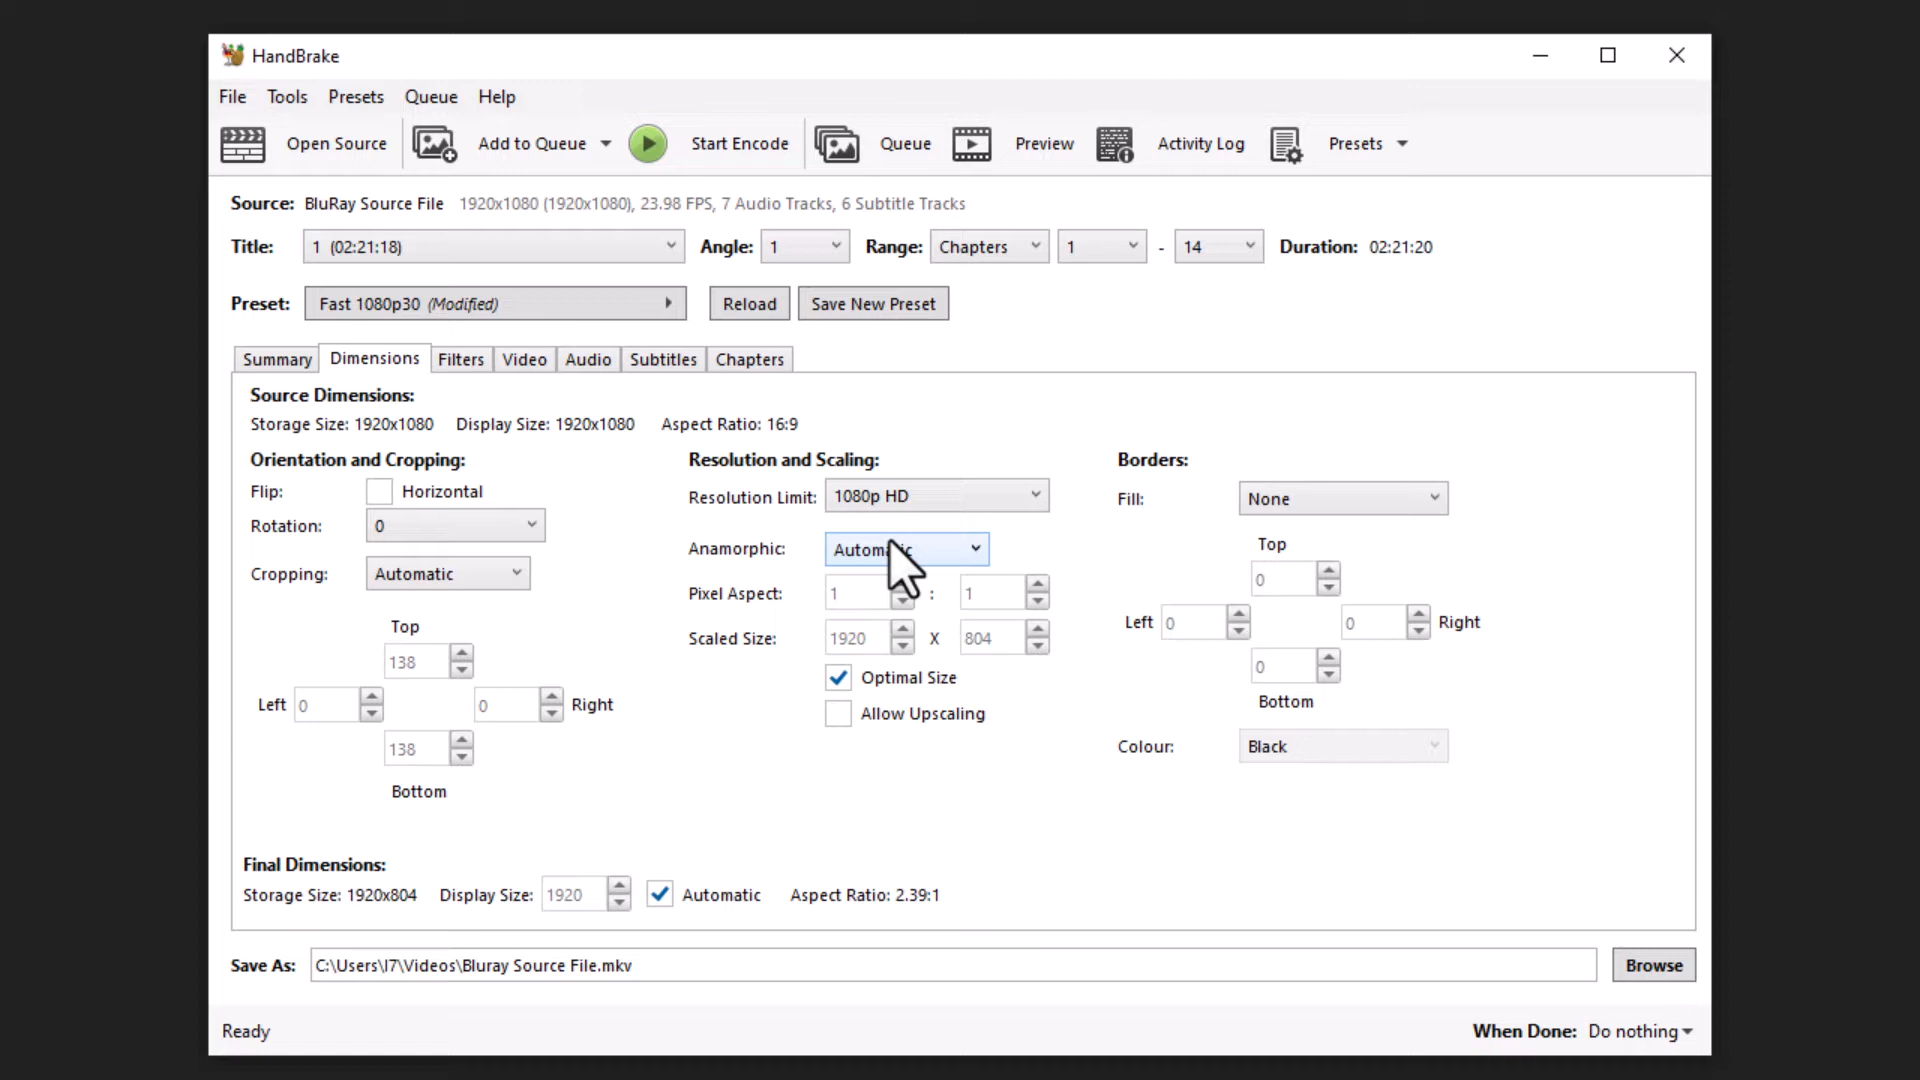 HandBrake
File Tools Presets Queue Help
Open Source Add to Queue Start Encode Queue Preview Activity Log Presets
Source: BluRay Source File 1920x1080 (1920x1080), 23.98 FPS, 7 Audio Tracks, 6 Subtitle Tracks
Title: 1 (02:21:18) Angle: 1 Range: Chapters 1 - 14 Duration: 02:21:20
Preset: Fast 1080p30 (Modified) Reload Save New Preset
Summary Dimensions Filters Video Audio Subtitles Chapters
Source Dimensions:
Storage Size: 1920x1080 Display Size: 1920x1080 Aspect Ratio: 16:9
Orientation and Cropping:
Flip: Horizontal
Rotation: 0
Cropping: Automatic
Top
138
Left 0 0 Right
138
Bottom
Resolution and Scaling:
Resolution Limit: 1080p HD
Anamorphic: Automatic
Pixel Aspect: 1 : 1
Scaled Size: 1920 X 804
Optimal Size
Allow Upscaling
Borders:
Fill: None
Top
0
Left 0 0 Right
0
Bottom
Colour: Black
Final Dimensions:
Storage Size: 1920x804 Display Size: 1920 Automatic Aspect Ratio: 2.39:1
Save As: C:\Users\I7\Videos\Bluray Source File.mkv Browse
Ready When Done: Do nothing